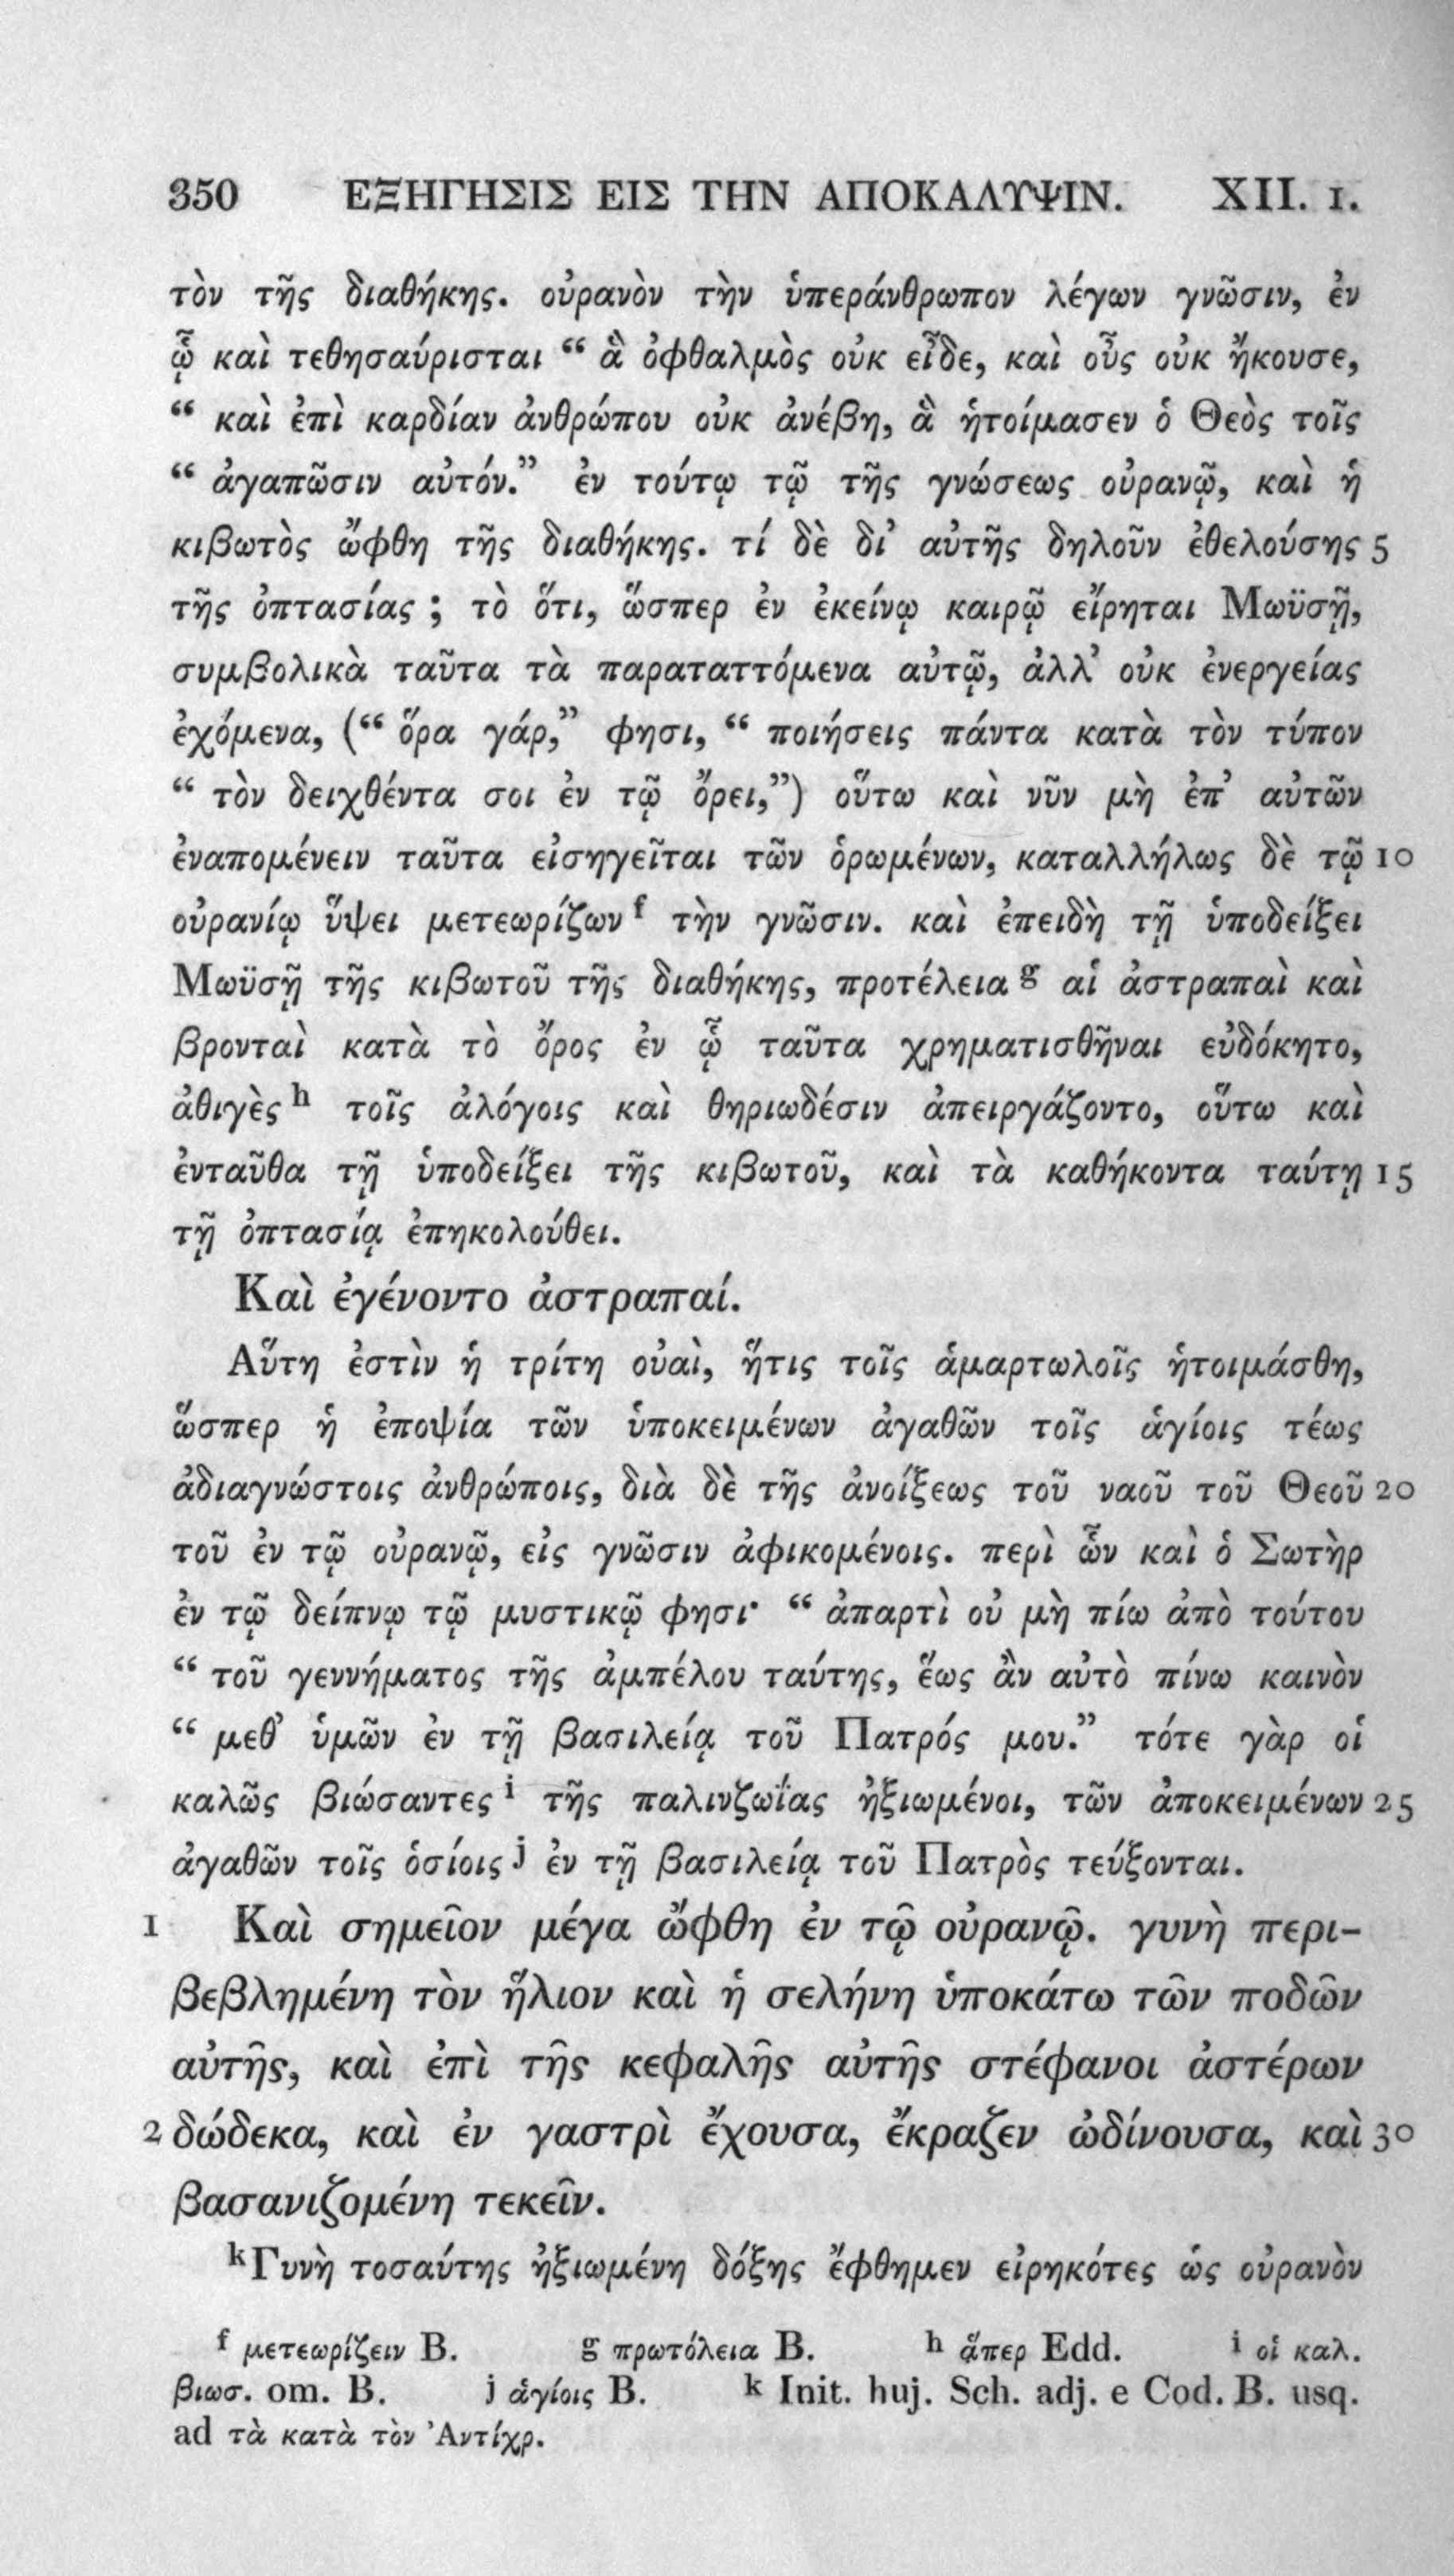 350 ΕΞΗΓΗΣΙΣ ΕΙΣ ΤΗΝ ΑΠΟΚΑΛΥΨΙΝ. XII. 1.
τὸν τῆς διαθήκης. οὐρανὸν τὴν ὑπεράνθρωπον λέγων γνῶσιν, ἐν
ᾧ καὶ τεθησαύρισται “ ἃ ὀφθαλμὸς οὐκ εἶδε, καὶ οὖς οὐκ ἤκουσε,
“ καὶ ἐπὶ καρδίαν ἀνθρώπου οὐκ ἀνέβη, ἃ ἡτοίμασεν ὁ Θεὸς τοῖς
“ ἀγαπῶσιν αὐτόν.” ἐν τούτῳ τῷ τῆς γνώσεως οὐρανῷ, καὶ ἡ
κιβωτὸς ὤφθη τῆς διαθήκης. τί δὲ δι᾽ αὐτῆς δηλοῦν ἐθελούσης 5
τῆς ὀπτασίας ; τὸ ὅτι, ὥσπερ ἐν ἐκείνῳ καιρῷ εἴρηται Μωϋσῇ,
συμβολικὰ ταῦτα τὰ παραταττόμενα αὐτῷ, ἀλλ᾽ οὐκ ἐνεργείας
ἐχόμενα, (“ ὅρα γάρ,” φησι, “ ποιήσεις πάντα κατὰ τὸν τύπον
“ τὸν δειχθέντα σοι ἐν τῷ ὄρει,”) οὕτω καὶ νῦν μὴ ἐπ᾽ αὐτῶν
ἐναπομένειν ταῦτα εἰσηγεῖται τῶν ὁρωμένων, καταλλήλως δὲ τῷ 10
οὐρανίῳ ὕψει μετεωρίζων f τὴν γνῶσιν. καὶ ἐπειδὴ τῇ ὑποδείξει
Μωϋσῇ τῆς κιβωτοῦ τῆς διαθήκης, προτέλεια g αἱ ἀστραπαὶ καὶ
βρονταὶ κατὰ τὸ ὄρος ἐν ᾧ ταῦτα χρηματισθῆναι εὐδόκητο,
ἀθιγὲς h τοῖς ἀλόγοις καὶ θηριωδέσιν ἀπειργάζοντο, οὕτω καὶ
ἐνταῦθα τῇ ὑποδείξει τῆς κιβωτοῦ, καὶ τὰ καθήκοντα ταύτῃ 15
τῇ ὀπτασίᾳ ἐπηκολούθει.
Καὶ ἐγένοντο ἀστραπαί.
Αὕτη ἐστὶν ἡ τρίτη οὐαὶ, ἥτις τοῖς ἁμαρτωλοῖς ἡτοιμάσθη,
ὥσπερ ἡ ἐποψία τῶν ὑποκειμένων ἀγαθῶν τοῖς ἁγίοις τέως
ἀδιαγνώστοις ἀνθρώποις, διὰ δὲ τῆς ἀνοίξεως τοῦ ναοῦ τοῦ Θεοῦ 20
τοῦ ἐν τῷ οὐρανῷ, εἰς γνῶσιν ἀφικομένοις. περὶ ὧν καὶ ὁ Σωτὴρ
ἐν τῷ δείπνῳ τῷ μυστικῷ φησι· “ ἀπαρτὶ οὐ μὴ πίω ἀπὸ τούτου
“ τοῦ γεννήματος τῆς ἀμπέλου ταύτης, ἕως ἂν αὐτὸ πίνω καινὸν
“ μεθ᾽ ὑμῶν ἐν τῇ βασιλείᾳ τοῦ Πατρός μου.” τότε γὰρ οἱ
καλῶς βιώσαντες i τῆς παλινζωΐας ἠξιωμένοι, τῶν ἀποκειμένων 25
ἀγαθῶν τοῖς ὁσίοις j ἐν τῇ βασιλείᾳ τοῦ Πατρὸς τεύξονται.
1 Καὶ σημεῖον μέγα ὤφθη ἐν τῷ οὐρανῷ. γυνὴ περι-
βεβλημένη τὸν ἥλιον καὶ ἡ σελήνη ὑποκάτω τῶν ποδῶν
αὐτῆς, καὶ ἐπὶ τῆς κεφαλῆς αὐτῆς στέφανοι ἀστέρων
2 δώδεκα, καὶ ἐν γαστρὶ ἔχουσα, ἔκραζεν ὠδίνουσα, καὶ 30
βασανιζομένη τεκεῖν.
k Γυνὴ τοσαύτης ἠξιωμένη δόξης ἔφθημεν εἰρηκότες ὡς οὐρανὸν
f μετεωρίζειν B. g πρωτόλεια B. h ἅπερ Edd. i οἱ καλ.
βιωσ. om. B. j ἁγίοις B. k Init. huj. Sch. adj. e Cod. B. usq.
ad τὰ κατὰ τὸν Ἀντίχρ.